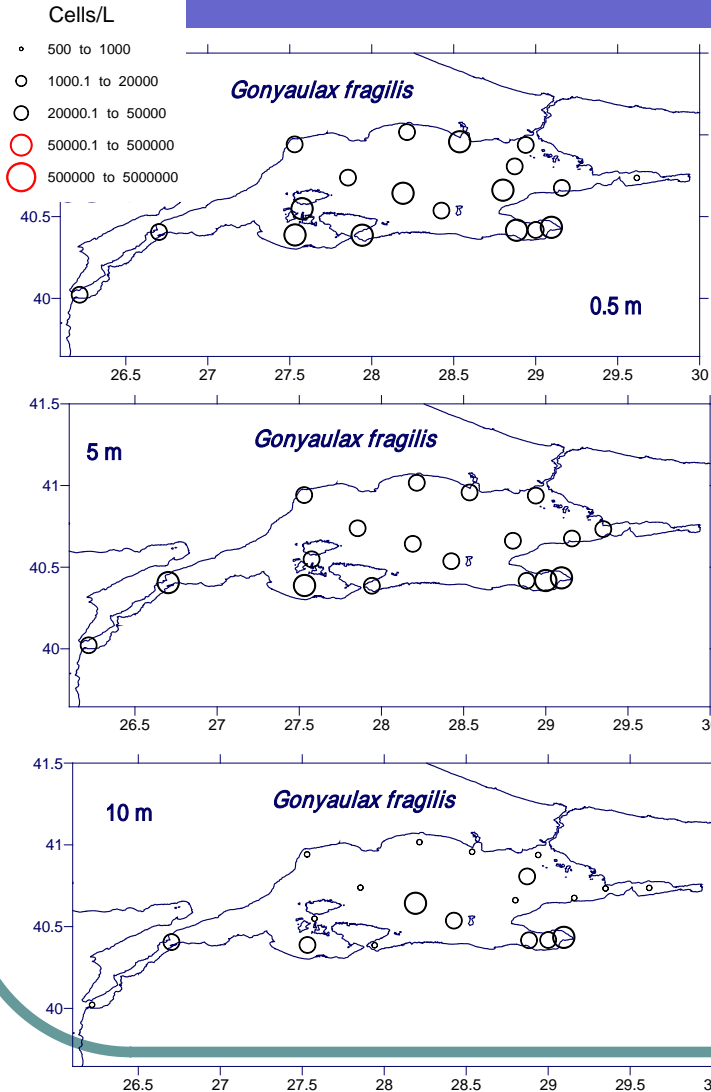 Cells/L
500 to 1000
1000.1 to 20000
20000.1 to 50000
50000.1 to 500000
500000 to 5000000
Gonyaulax fragilis
40.5
40
0.5 m
26.5 27 27.5 28 28.5 29 29.5 30
41.5
Gonyaulax fragilis
5 m
41
40.5
40
26.5 27 27.5 28 28.5 29 29.5
41.5
Gonyaulax fragilis
10 m
41
40.5
40
26.5 27 27.5 28 28.5 29 29.5